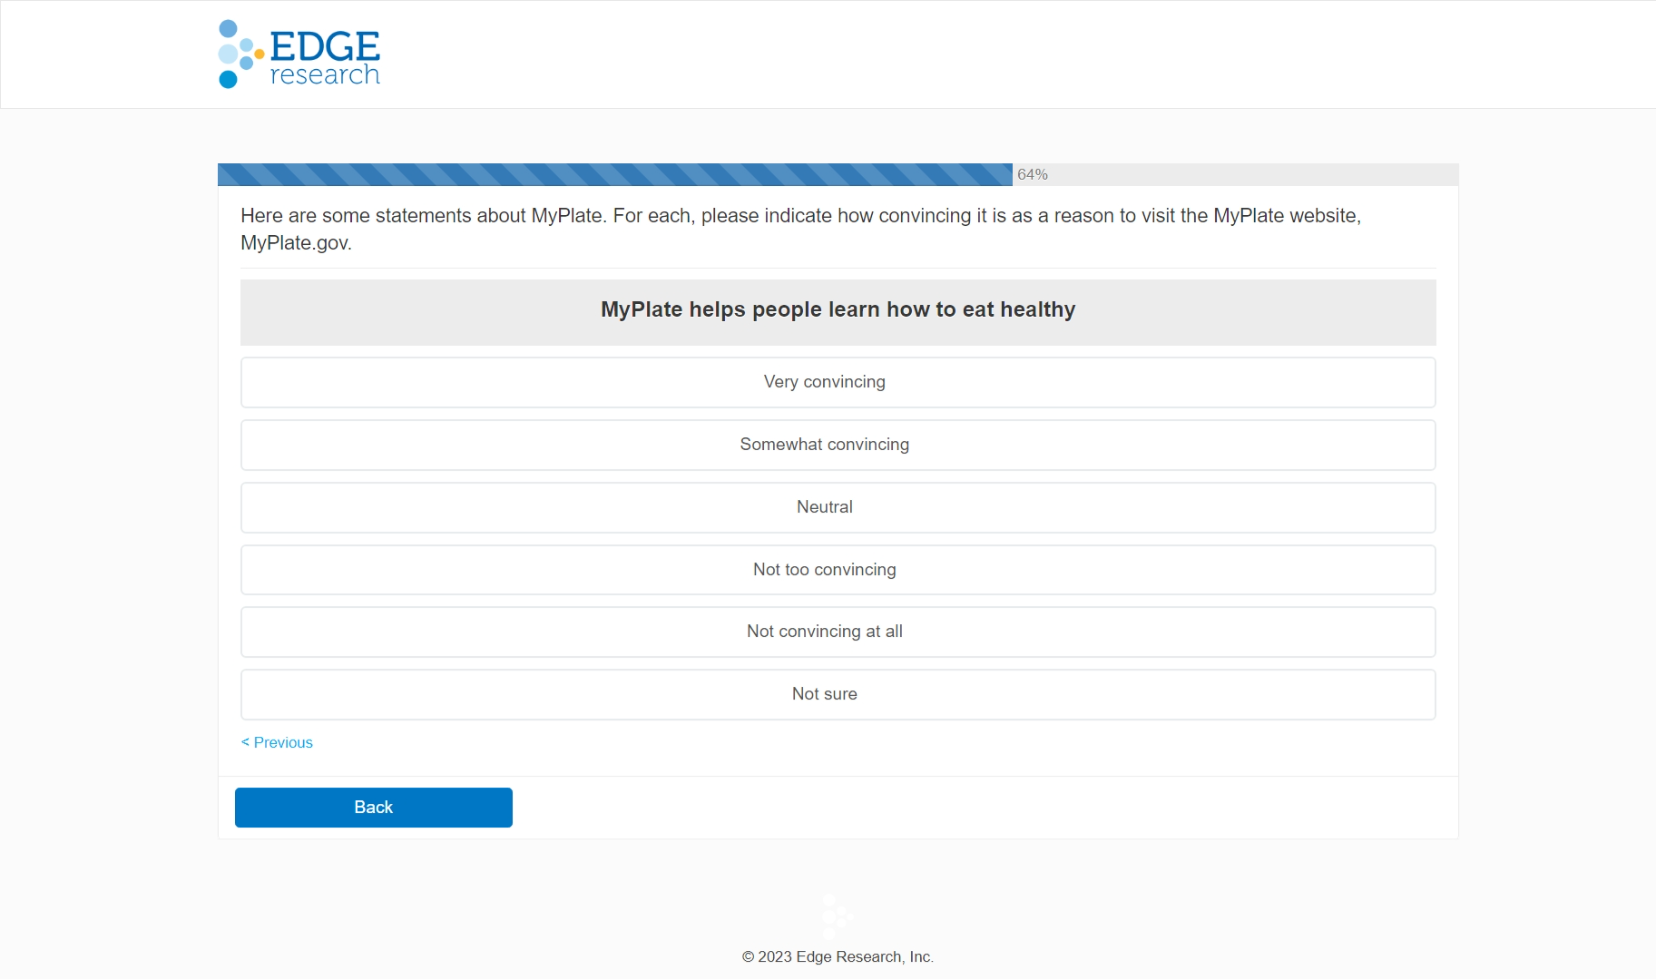 EDGE
research
64%
Here are some statements about MyPlate. For each, please indicate how convincing it is as a reason to visit the MyPlate website,
MyPlate.gov.
MyPlate helps people learn how to eat healthy
Very convincing
Somewhat convincing
Neutral
Not too convincing
Not convincing at all
Not sure
< Previous
Back
© 2023 Edge Research, Inc.